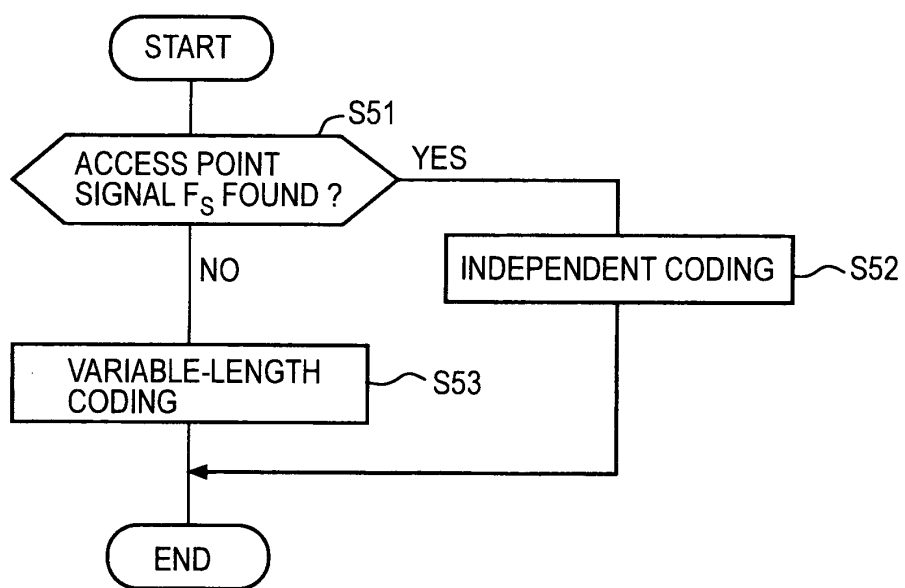 START
S51
ACCESS POINT
SIGNAL FS FOUND ?
YES
NO
INDEPENDENT CODING
S52
VARIABLE-LENGTH
CODING
S53
END